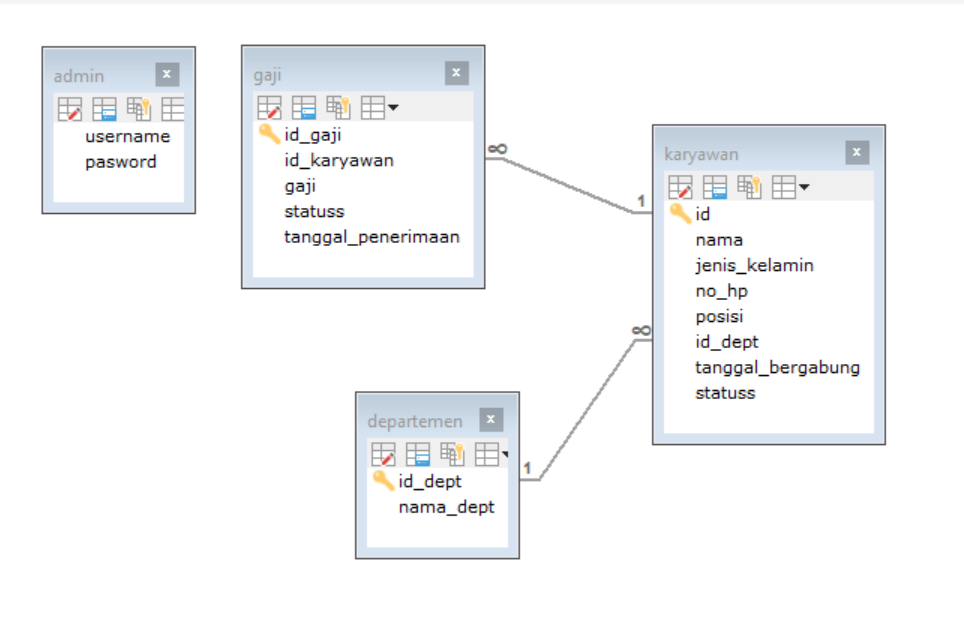 admin
username
pasword
gaji
id_gaji
id_karyawan
gaji
statuss
tanggal_penerimaan
∞
1
karyawan
id
nama
jenis_kelamin
no_hp
posisi
id_dept
tanggal_bergabung
statuss
∞
1
departemen
id_dept
nama_dept